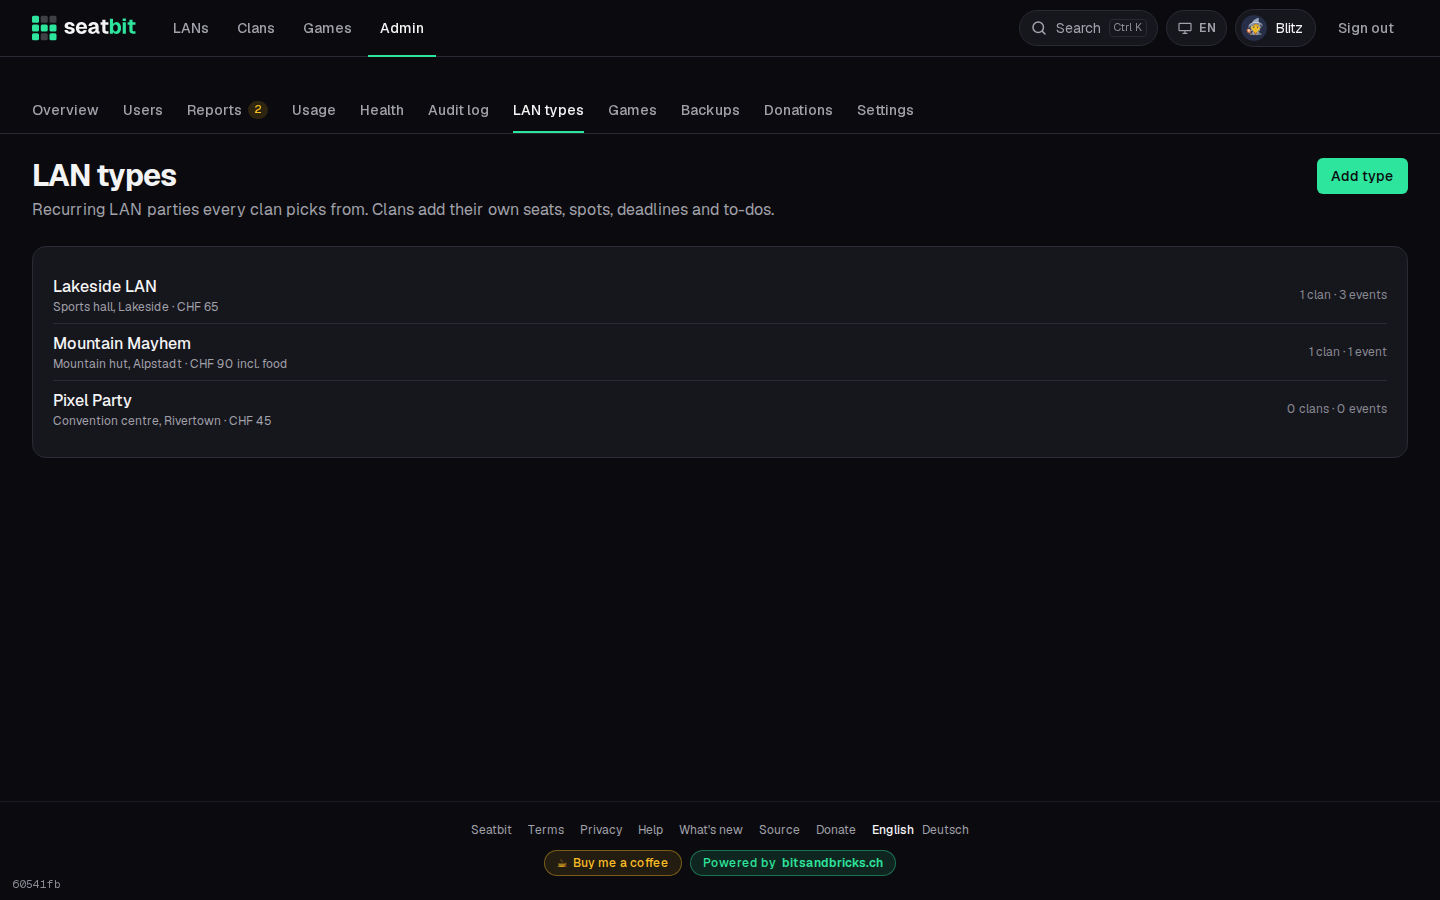 seatbit LANs Clans Games Admin Search Ctrl K EN Blitz Sign out
Overview Users Reports 2 Usage Health Audit log LAN types Games Backups Donations Settings
LAN types
Add type
Recurring LAN parties every clan picks from. Clans add their own seats, spots, deadlines and to-dos.
Lakeside LAN
Sports hall, Lakeside · CHF 65
1 clan · 3 events
Mountain Mayhem
Mountain hut, Alpstadt · CHF 90 incl. food
1 clan · 1 event
Pixel Party
Convention centre, Rivertown · CHF 45
0 clans · 0 events
Seatbit Terms Privacy Help What's new Source Donate English Deutsch
Buy me a coffee Powered by bitsandbricks.ch
60541fb